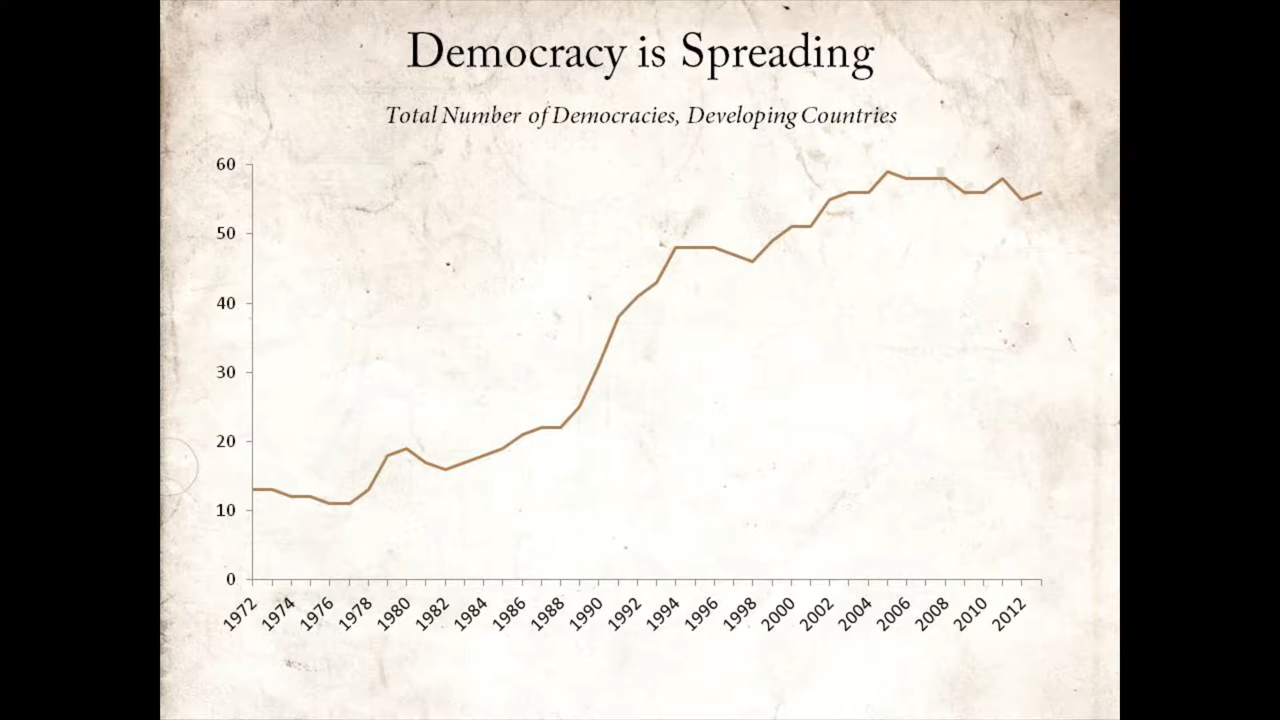 Democracy is Spreading
Total Number of Democracies, Developing Countries
60
50
40
30
20
10
0
1972 1974 1976 1978 1980 1982 1984 1986 1988 1990 1992 1994 1996 1998 2000 2002 2004 2006 2008 2010 2012